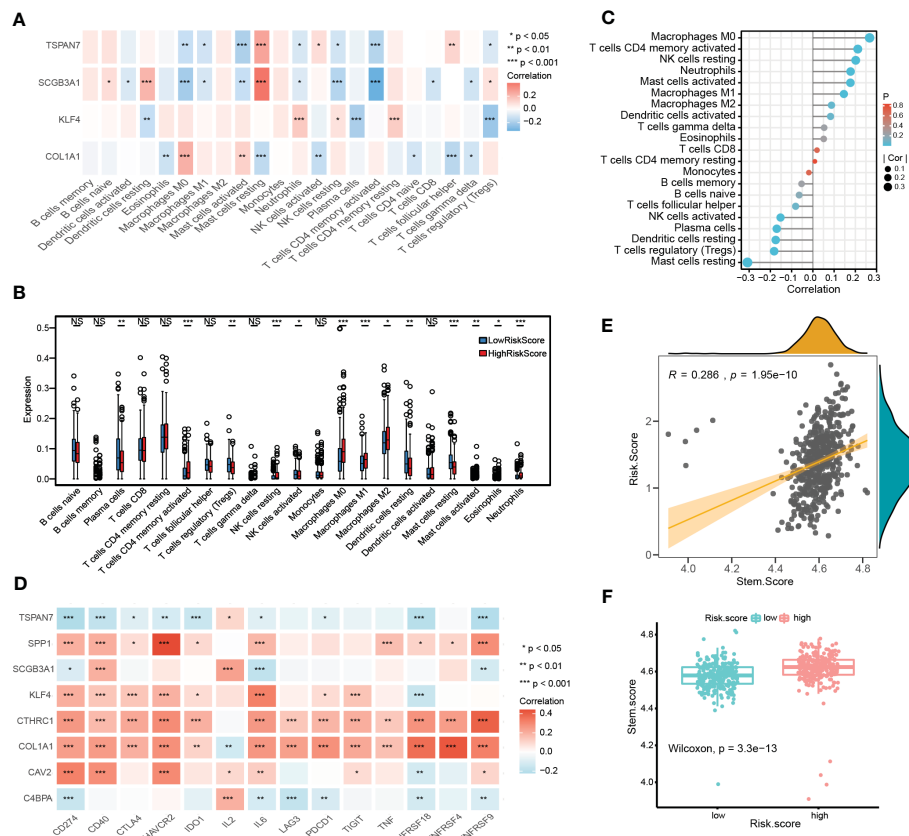 A
TSPAN7
SCGB3A1
KLF4
COL1A1
** * *** *** * * * *** ** *
* * *** *** * *** *** *** *** * * *
** *** * *** *** ***
** *** ** *** ** * *** *
* p < 0.05
** p < 0.01
*** p < 0.001
Correlation
0.2
0.0
−0.2
B cells memory
B cells naive
Dendritic cells activated
Dendritic cells resting
Eosinophils
Macrophages M0
Macrophages M1
Macrophages M2
Mast cells activated
Mast cells resting
Monocytes
Neutrophils
NK cells activated
NK cells resting
Plasma cells
T cells CD4 memory activated
T cells CD4 memory resting
T cells CD4 naive
T cells CD8
T cells follicular helper
T cells gamma delta
T cells regulatory (Tregs)
B
NS NS ** NS NS *** NS ** NS *** * NS *** *** * ** NS *** ** * ***
LowRiskScore
HighRiskScore
Expression
0.5
0.4
0.3
0.2
0.1
0.0
B cells naive
B cells memory
Plasma cells
T cells CD8
T cells CD4 memory resting
T cells CD4 memory activated
T cells follicular helper
T cells regulatory (Tregs)
T cells gamma delta
NK cells resting
NK cells activated
Monocytes
Macrophages M0
Macrophages M1
Macrophages M2
Dendritic cells resting
Dendritic cells activated
Mast cells resting
Mast cells activated
Eosinophils
Neutrophils
C
Macrophages M0
T cells CD4 memory activated
NK cells resting
Neutrophils
Mast cells activated
Macrophages M1
Macrophages M2
Dendritic cells activated
T cells gamma delta
Eosinophils
T cells CD8
T cells CD4 memory resting
Monocytes
B cells memory
B cells naive
T cells follicular helper
NK cells activated
Plasma cells
Dendritic cells resting
T cells regulatory (Tregs)
Mast cells resting
−0.3 −0.2 −0.1 0.0 0.1 0.2 0.3
Correlation
P
0.8
0.6
0.4
0.2
| Cor |
0.1
0.2
0.3
D
TSPAN7 *** *** * ** *** * * * *** ***
SPP1 *** *** * *** * *** *** * * ***
SCGB3A1 * *** *** *** **
KLF4 *** *** *** *** * *** * *** ***
CTHRC1 *** *** *** *** *** *** *** *** *** ** *** *** ***
COL1A1 *** *** *** *** ** ** *** *** *** *** *** *** *** ***
CAV2 *** *** *** * ** * ** *
C4BPA *** *** ** *** ** ** **
CD274
CD40
CTLA4
HAVCR2
IDO1
IL2
IL6
LAG3
PDCD1
TIGIT
TNF
NFRSF18
NFRSF4
NFRSF9
* p < 0.05
** p < 0.01
*** p < 0.001
Correlation
0.4
0.2
0.0
−0.2
E
R = 0.286 , p = 1.95e−10
Risk.Score
2
1
0
4.0 4.2 4.4 4.6 4.8
Stem.Score
F
Risk.score low high
Stem.score
4.8
4.6
4.4
4.2
4.0
Wilcoxon, p = 3.3e−13
low high
Risk.score